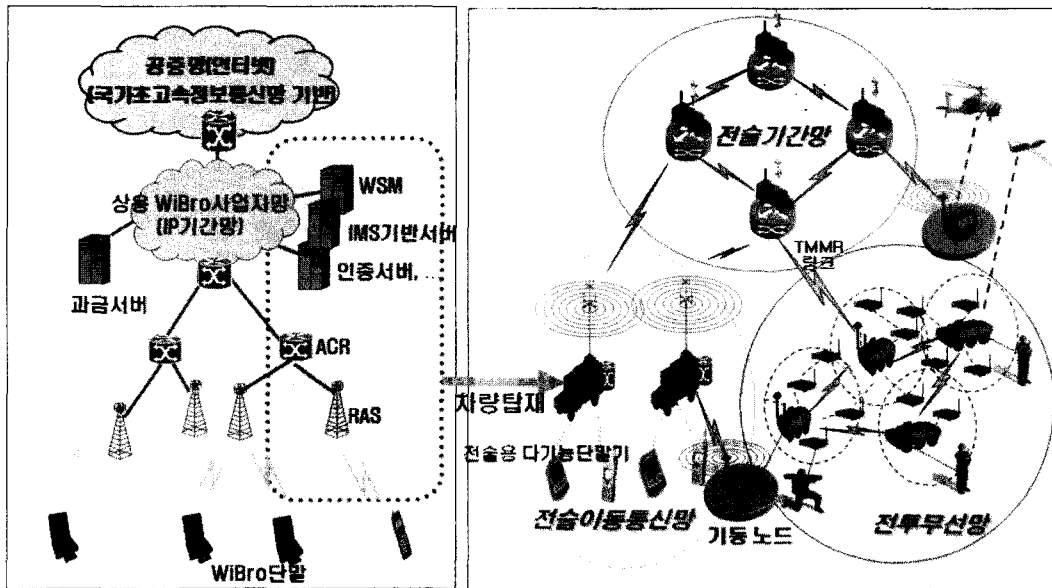 공중망(인터넷)
(국가초고속정보통신망 기반)
상용 WiBro사업자망
(IP기간망)
WSM
IMS기반서버
인증서버, ..
과금서버
ACR
RAS
WiBro단말
차량탑재
전술기간망
TMMR
링크
전술용 다기능단말기
전술이동통신망
기동 노드
전투무선망